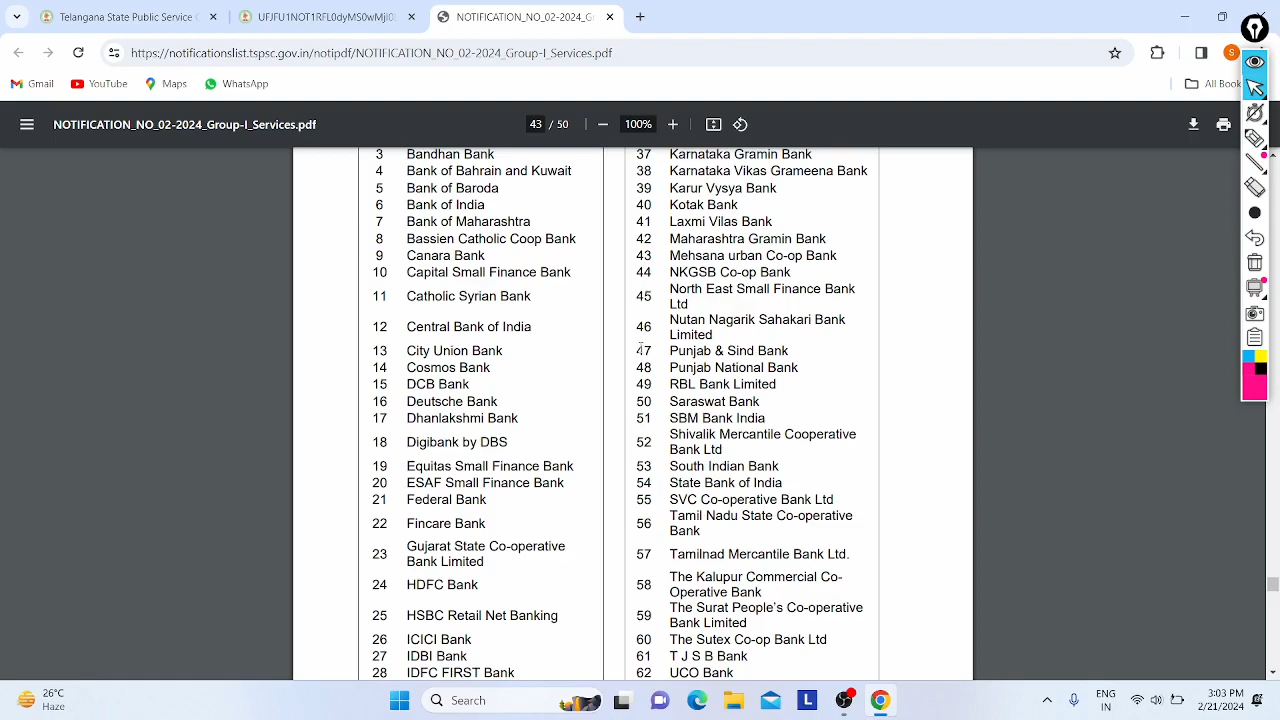 Telangana State Public Service
UFJFU1NOT1RFL0dyMS0wMjI0
NOTIFICATION_NO_02-2024_G
https://notificationslist.tspsc.gov.in/notipdf/NOTIFICATION_NO_02-2024_Group-I_Services.pdf
S
Gmail
YouTube
Maps
WhatsApp
All Book
NOTIFICATION_NO_02-2024_Group-I_Services.pdf
43 / 50
100%
3 Bandhan Bank
4 Bank of Bahrain and Kuwait
5 Bank of Baroda
6 Bank of India
7 Bank of Maharashtra
8 Bassien Catholic Coop Bank
9 Canara Bank
10 Capital Small Finance Bank
11 Catholic Syrian Bank
12 Central Bank of India
13 City Union Bank
14 Cosmos Bank
15 DCB Bank
16 Deutsche Bank
17 Dhanlakshmi Bank
18 Digibank by DBS
19 Equitas Small Finance Bank
20 ESAF Small Finance Bank
21 Federal Bank
22 Fincare Bank
23 Gujarat State Co-operative
Bank Limited
24 HDFC Bank
25 HSBC Retail Net Banking
26 ICICI Bank
27 IDBI Bank
28 IDFC FIRST Bank
37 Karnataka Gramin Bank
38 Karnataka Vikas Grameena Bank
39 Karur Vysya Bank
40 Kotak Bank
41 Laxmi Vilas Bank
42 Maharashtra Gramin Bank
43 Mehsana urban Co-op Bank
44 NKGSB Co-op Bank
45 North East Small Finance Bank
Ltd
46 Nutan Nagarik Sahakari Bank
Limited
47 Punjab & Sind Bank
48 Punjab National Bank
49 RBL Bank Limited
50 Saraswat Bank
51 SBM Bank India
52 Shivalik Mercantile Cooperative
Bank Ltd
53 South Indian Bank
54 State Bank of India
55 SVC Co-operative Bank Ltd
56 Tamil Nadu State Co-operative
Bank
57 Tamilnad Mercantile Bank Ltd.
58 The Kalupur Commercial Co-
Operative Bank
59 The Surat People's Co-operative
Bank Limited
60 The Sutex Co-op Bank Ltd
61 T J S B Bank
62 UCO Bank
26°C
Haze
Search
L
ENG
IN
3:03 PM
2/21/2024